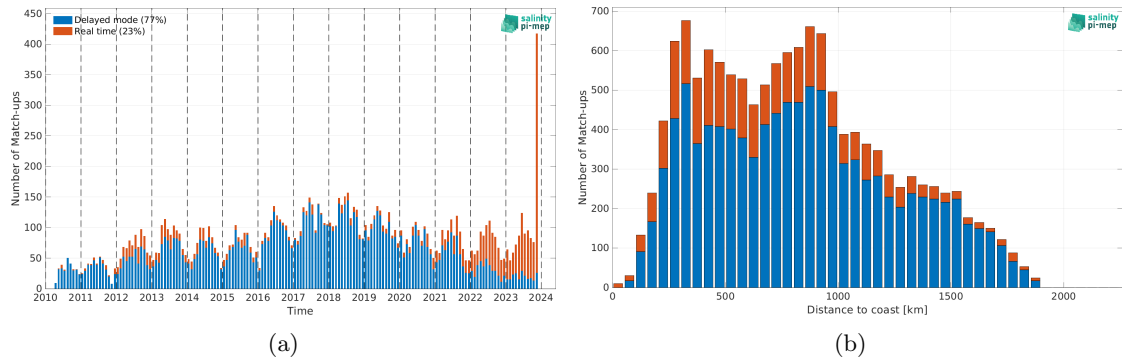 Delayed mode (77%)
Real time (23%)
salinity
pi-mep
450
400
350
300
250
200
150
100
50
0
Number of Match-ups
2010 2011 2012 2013 2014 2015 2016 2017 2018 2019 2020 2021 2022 2023 2024
Time
(a)
salinity
pi-mep
700
600
500
400
300
200
100
0
Number of Match-ups
0 500 1000 1500 2000
Distance to coast [km]
(b)